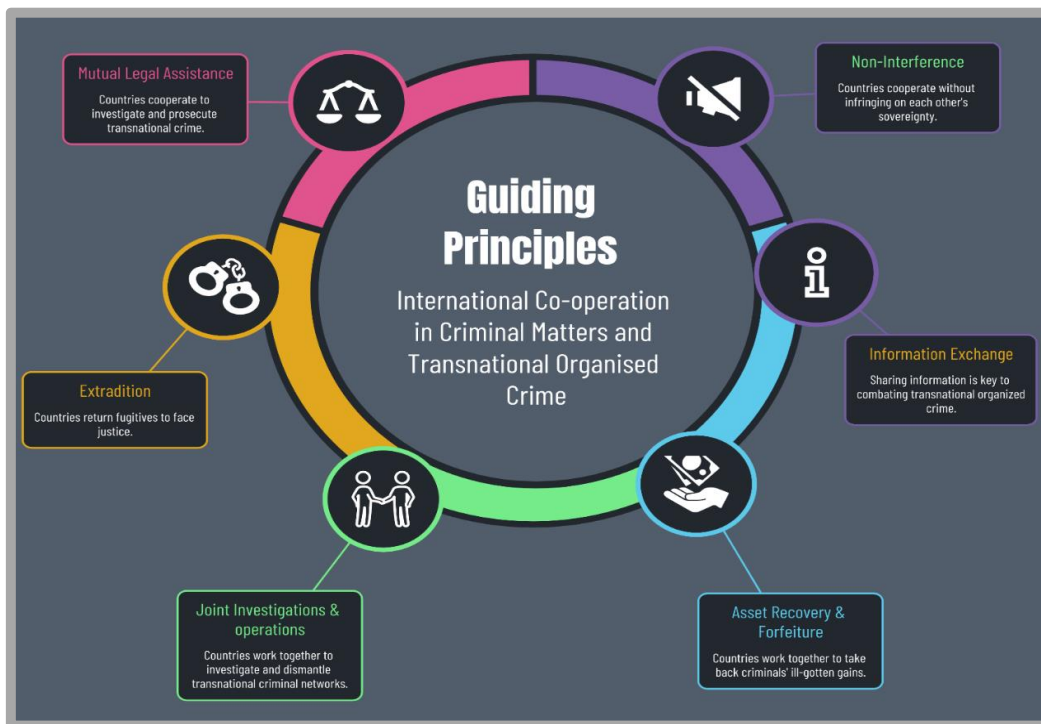 Guiding
Principles
International Co-operation
in Criminal Matters and
Transnational Organised
Crime
Mutual Legal Assistance
Countries cooperate to
investigate and prosecute
transnational crime.
Non-Interference
Countries cooperate without
infringing on each other's
sovereignty.
Information Exchange
Sharing information is key to
combating transnational organized
crime.
Asset Recovery &
Forfeiture
Countries work together to take
back criminals' ill-gotten gains.
Joint Investigations &
operations
Countries work together to
investigate and dismantle
transnational criminal networks.
Extradition
Countries return fugitives to face
justice.